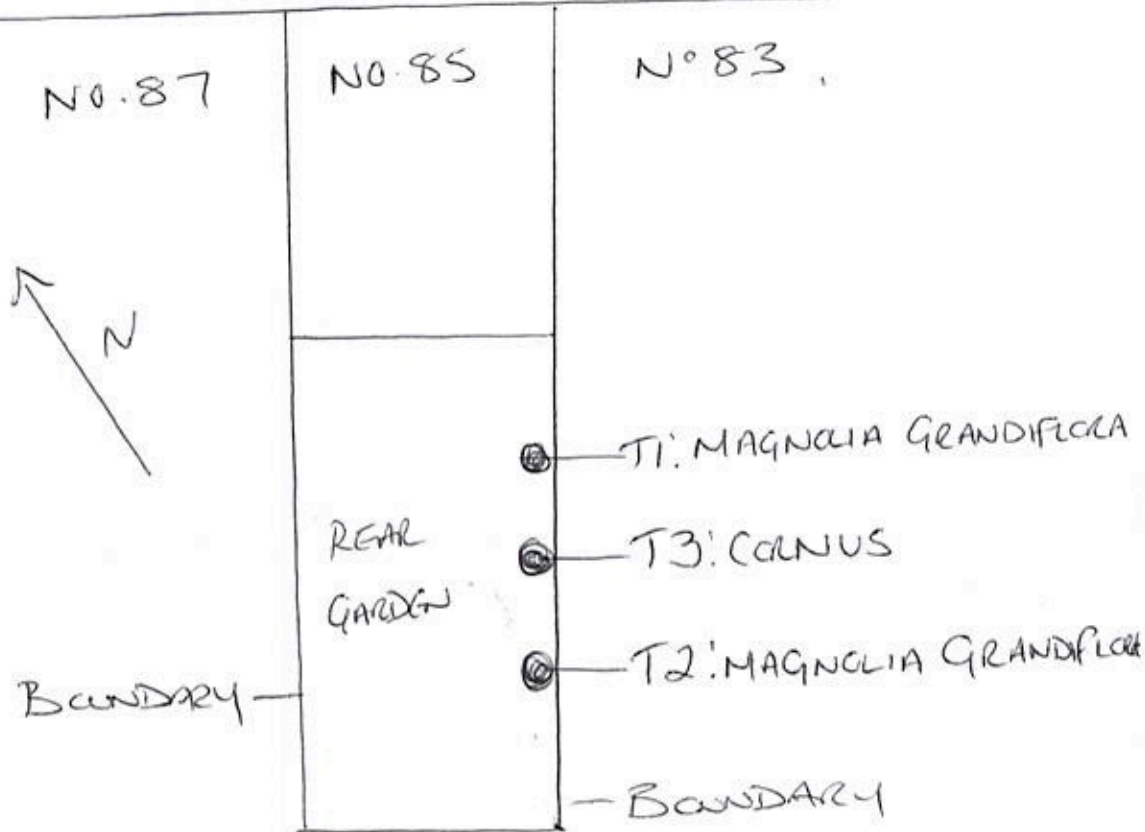 NO.87
NO.85
N° 83.
N
T1: MAGNOLIA GRANDIFLORA
T3: CORNUS
REAR
GARDEN
T2: MAGNOLIA GRANDIFLORA
BOUNDARY
BOUNDARY